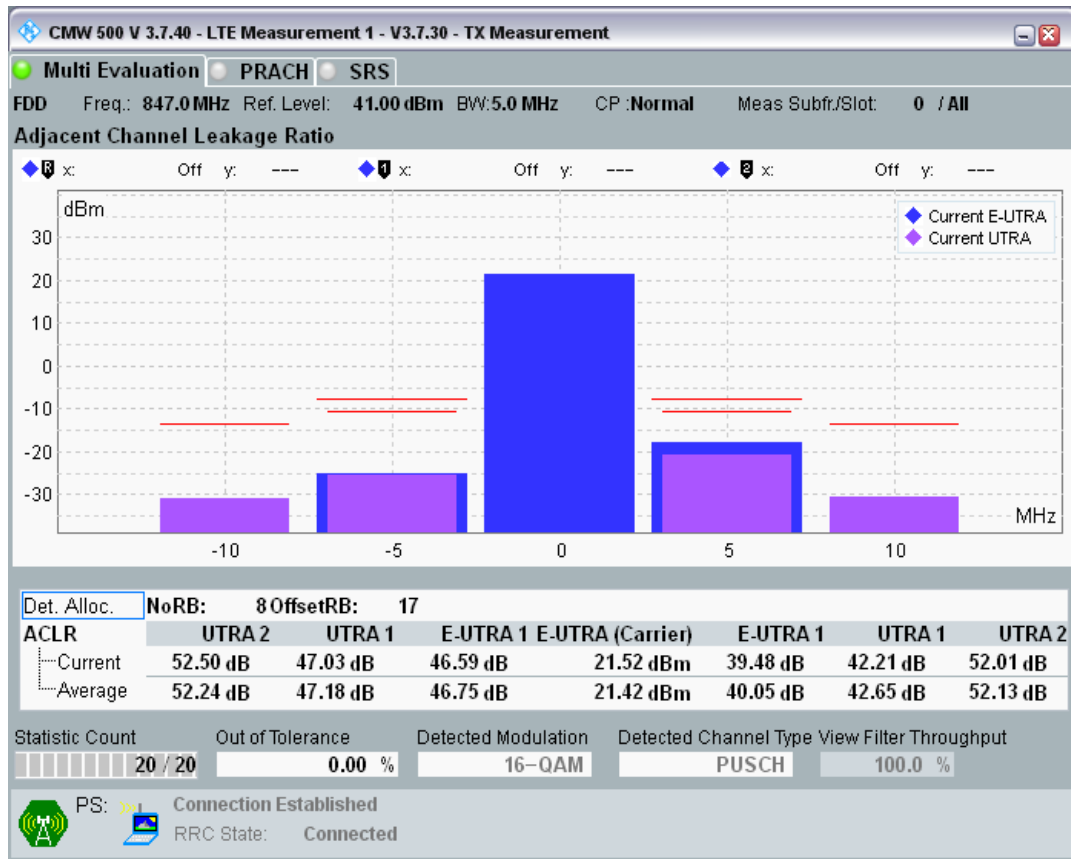 CMW 500 V 3.7.40 - LTE Measurement 1 - V3.7.30 - TX Measurement
Multi Evaluation PRACH SRS
FDD Freq.: 847.0 MHz Ref. Level: 41.00 dBm BW:5.0 MHz CP :Normal Meas Subfr./Slot: 0 / All
Adjacent Channel Leakage Ratio
R x: Off y: --- 1 x: Off y: --- 2 x: Off y: ---
dBm
Current E-UTRA
Current UTRA
30
20
10
0
-10
-20
-30
MHz
-10 -5 0 5 10
Det. Alloc. NoRB: 8 OffsetRB: 17
ACLR UTRA 2 UTRA 1 E-UTRA 1 E-UTRA (Carrier) E-UTRA 1 UTRA 1 UTRA 2
Current 52.50 dB 47.03 dB 46.59 dB 21.52 dBm 39.48 dB 42.21 dB 52.01 dB
Average 52.24 dB 47.18 dB 46.75 dB 21.42 dBm 40.05 dB 42.65 dB 52.13 dB
Statistic Count Out of Tolerance Detected Modulation Detected Channel Type View Filter Throughput
20 / 20 0.00 % 16-QAM PUSCH 100.0 %
PS: Connection Established
RRC State: Connected